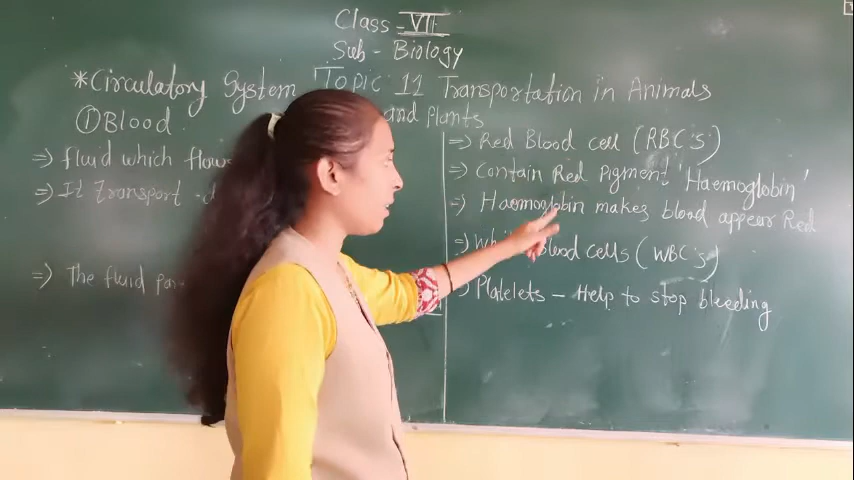 Class - VII
Sub - Biology
Topic 11 Transportation in Animals
and plants
*Circulatory System
① Blood
=> fluid which flows
=> It transport -
=> The fluid
=> Red Blood cell (RBC's)
=> Contain Red Pigment 'Haemoglobin'
=> Haemoglobin makes blood appear Red
=> Blood cells (WBC's)
=> Platelets - Help to stop bleeding